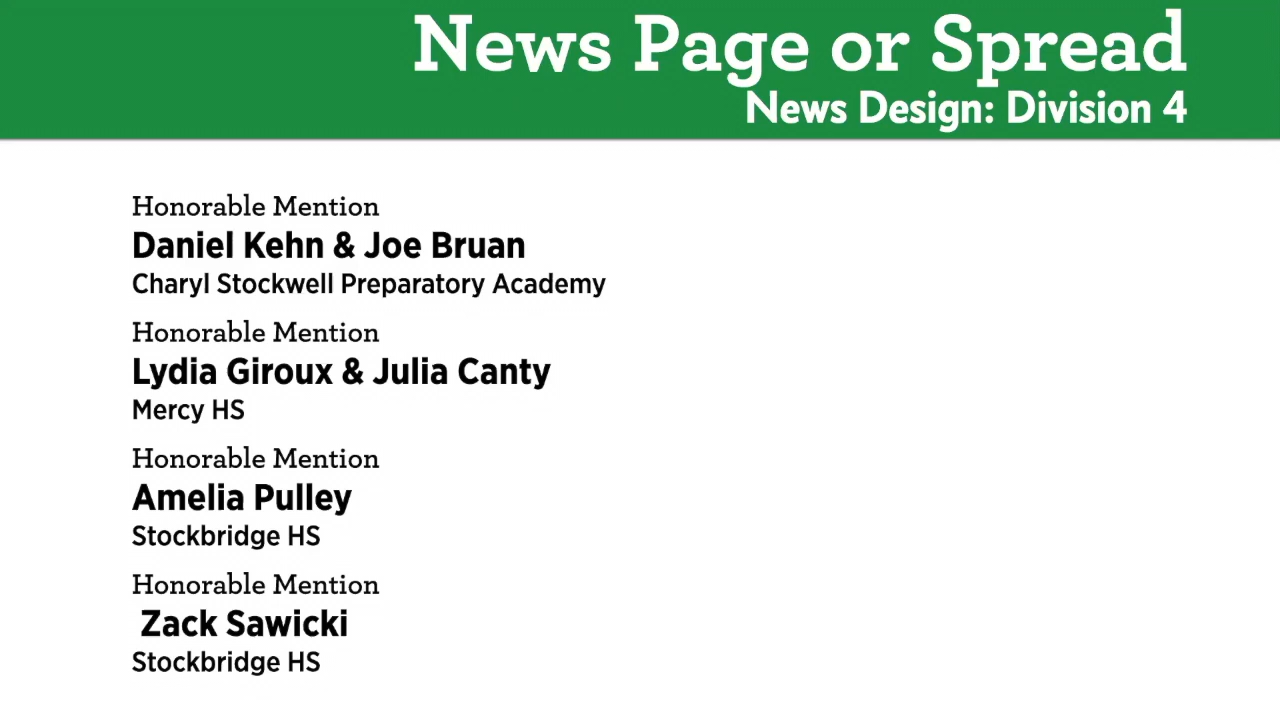 News Page or Spread
News Design: Division 4
Honorable Mention
Daniel Kehn & Joe Bruan
Charyl Stockwell Preparatory Academy
Honorable Mention
Lydia Giroux & Julia Canty
Mercy HS
Honorable Mention
Amelia Pulley
Stockbridge HS
Honorable Mention
Zack Sawicki
Stockbridge HS